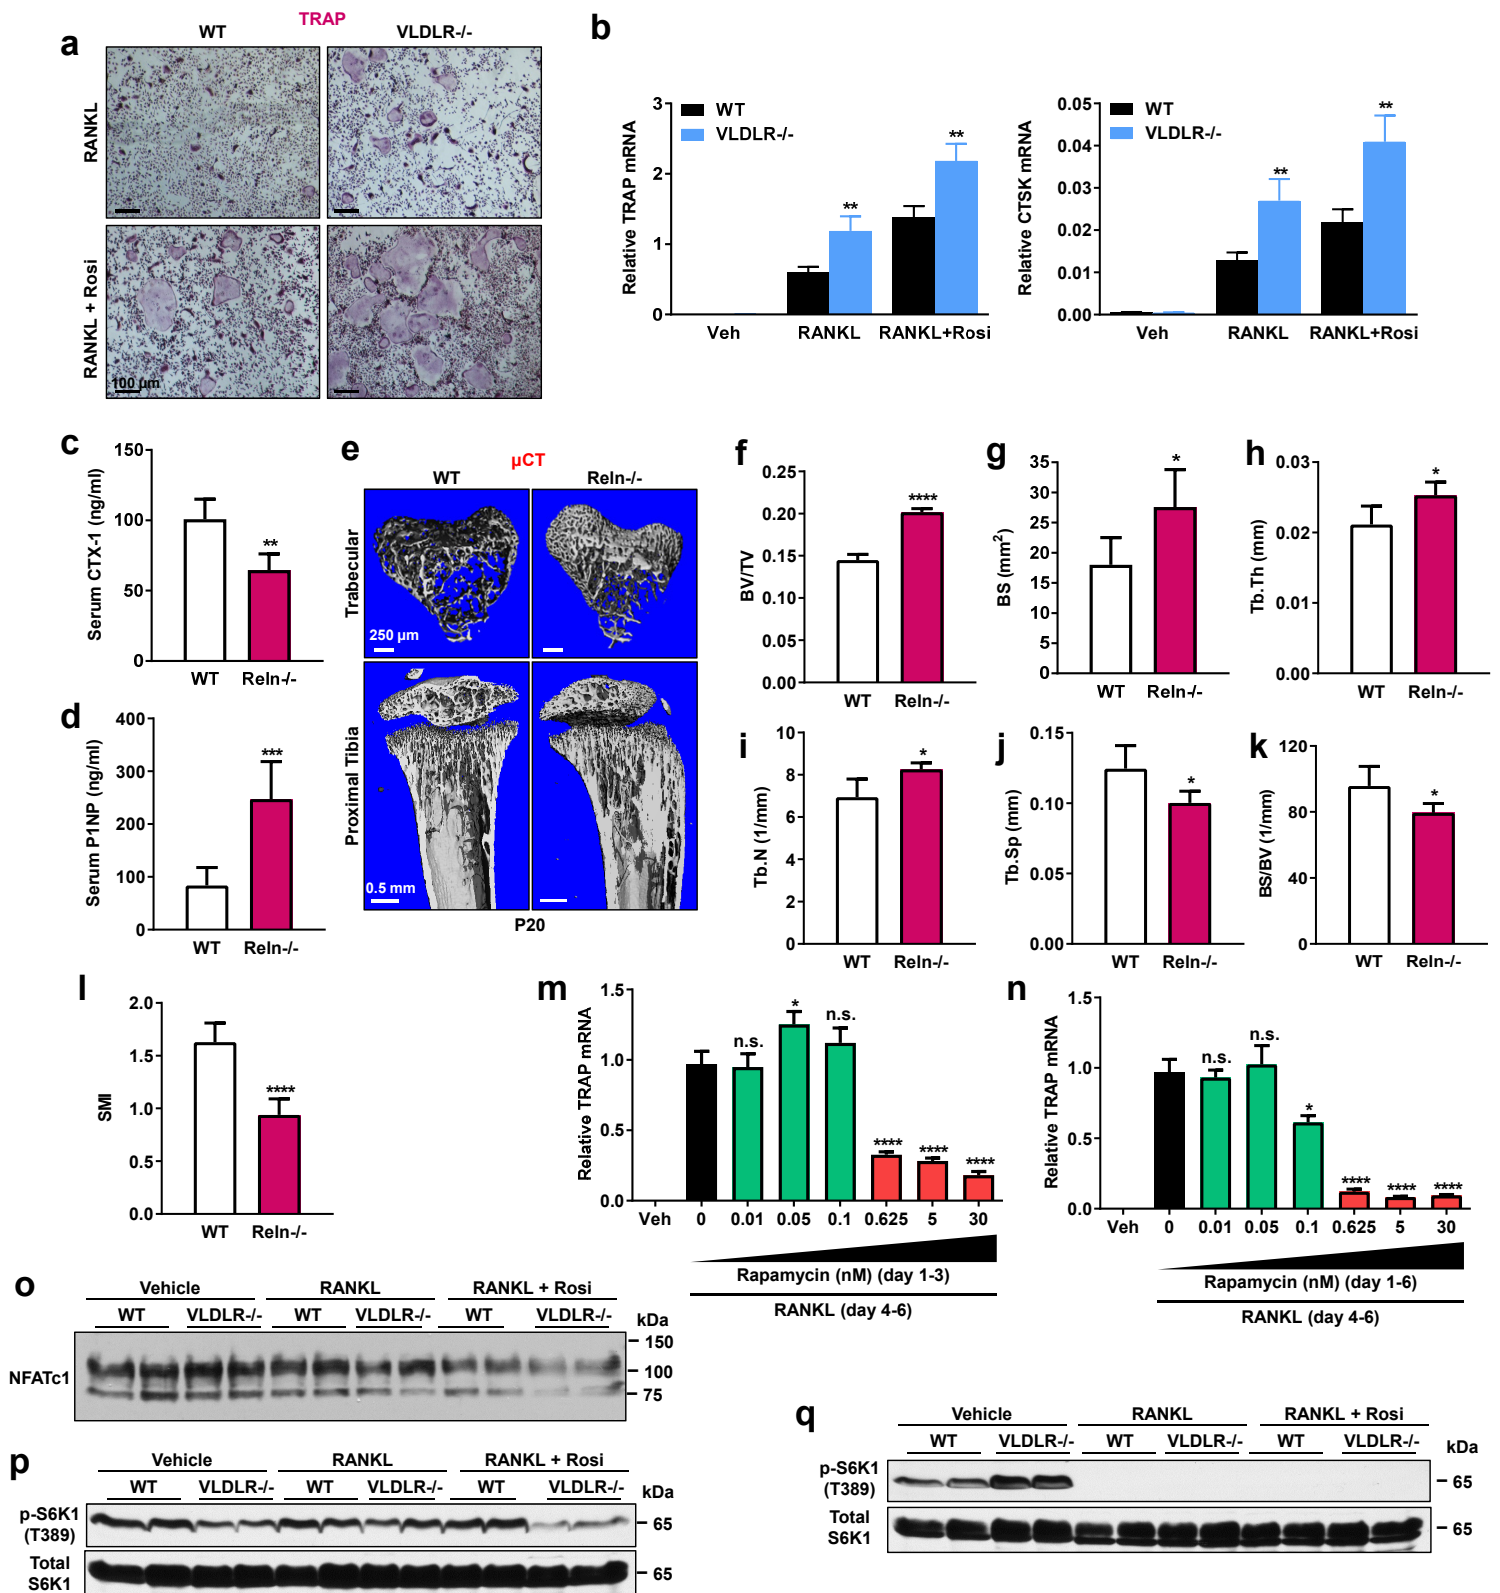 a
TRAP
WT
VLDLR-/-
RANKL
RANKL + Rosi
100 µm
b
Relative TRAP mRNA
3
2
1
0
WT
VLDLR-/-
**
**
Veh
RANKL
RANKL+Rosi
Relative CTSK mRNA
0.05
0.04
0.03
0.02
0.01
0.00
WT
VLDLR-/-
**
**
Veh
RANKL
RANKL+Rosi
c
Serum CTX-1 (ng/ml)
150
100
50
0
**
WT
Reln-/-
d
Serum P1NP (ng/ml)
400
300
200
100
0
***
WT
Reln-/-
e
µCT
WT
Reln-/-
Trabecular
250 µm
Proximal Tibia
0.5 mm
P20
f
BV/TV
0.25
0.20
0.15
0.10
0.05
0.00
****
WT
Reln-/-
g
BS (mm²)
35
30
25
20
15
10
5
0
*
WT
Reln-/-
h
Tb.Th (mm)
0.03
0.02
0.01
0.00
*
WT
Reln-/-
i
Tb.N (1/mm)
10
8
6
4
2
0
*
WT
Reln-/-
j
Tb.Sp (mm)
0.15
0.10
0.05
0.00
*
WT
Reln-/-
k
BS/BV (1/mm)
120
80
40
0
*
WT
Reln-/-
l
SMI
2.0
1.5
1.0
0.5
0.0
****
WT
Reln-/-
m
Relative TRAP mRNA
1.5
1.0
0.5
0.0
n.s.
*
n.s.
****
****
****
Veh
0
0.01
0.05
0.1
0.625
5
30
Rapamycin (nM) (day 1-3)
RANKL (day 4-6)
n
Relative TRAP mRNA
1.5
1.0
0.5
0.0
n.s.
n.s.
*
****
****
****
Veh
0
0.01
0.05
0.1
0.625
5
30
Rapamycin (nM) (day 1-6)
RANKL (day 4-6)
o
Vehicle
RANKL
RANKL + Rosi
WT
VLDLR-/-
WT
VLDLR-/-
WT
VLDLR-/-
kDa
NFATc1
150
100
75
p
Vehicle
RANKL
RANKL + Rosi
WT
VLDLR-/-
WT
VLDLR-/-
WT
VLDLR-/-
kDa
p-S6K1
(T389)
65
Total
S6K1
65
q
Vehicle
RANKL
RANKL + Rosi
WT
VLDLR-/-
WT
VLDLR-/-
WT
VLDLR-/-
kDa
p-S6K1
(T389)
65
Total
S6K1
65